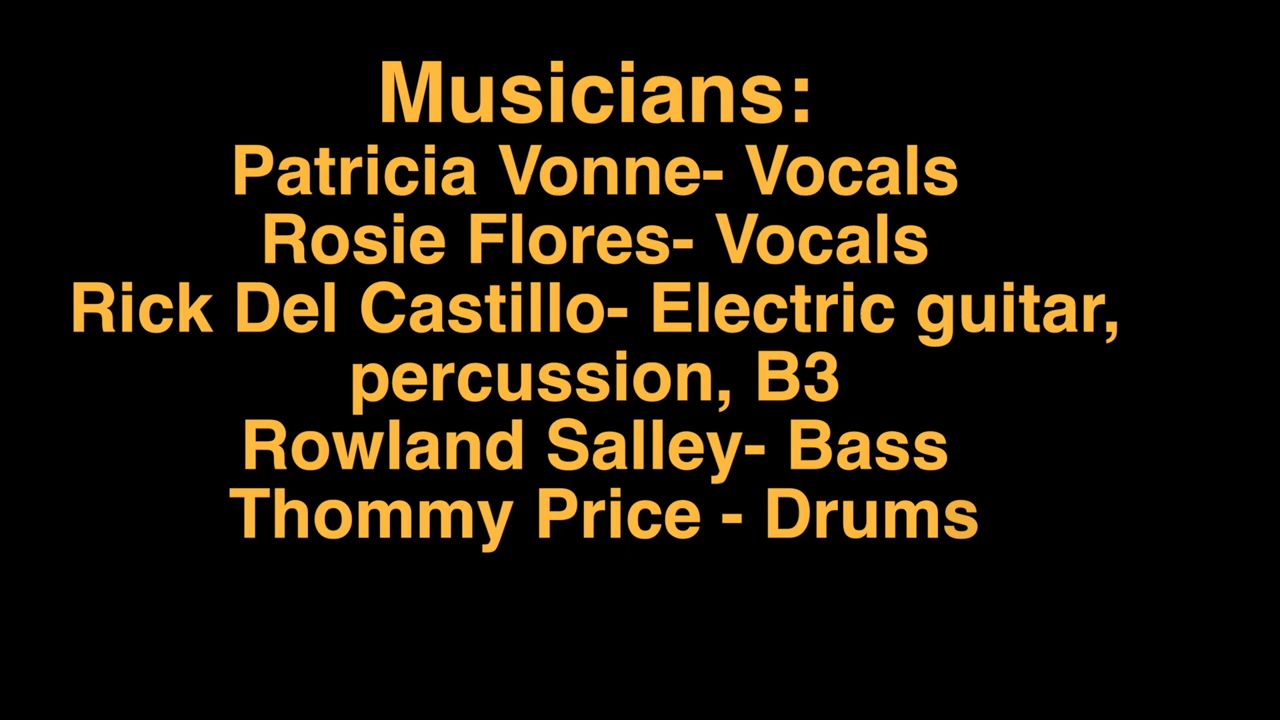 Musicians:
Patricia Vonne- Vocals
Rosie Flores- Vocals
Rick Del Castillo- Electric guitar,
percussion, B3
Rowland Salley- Bass
Thommy Price - Drums